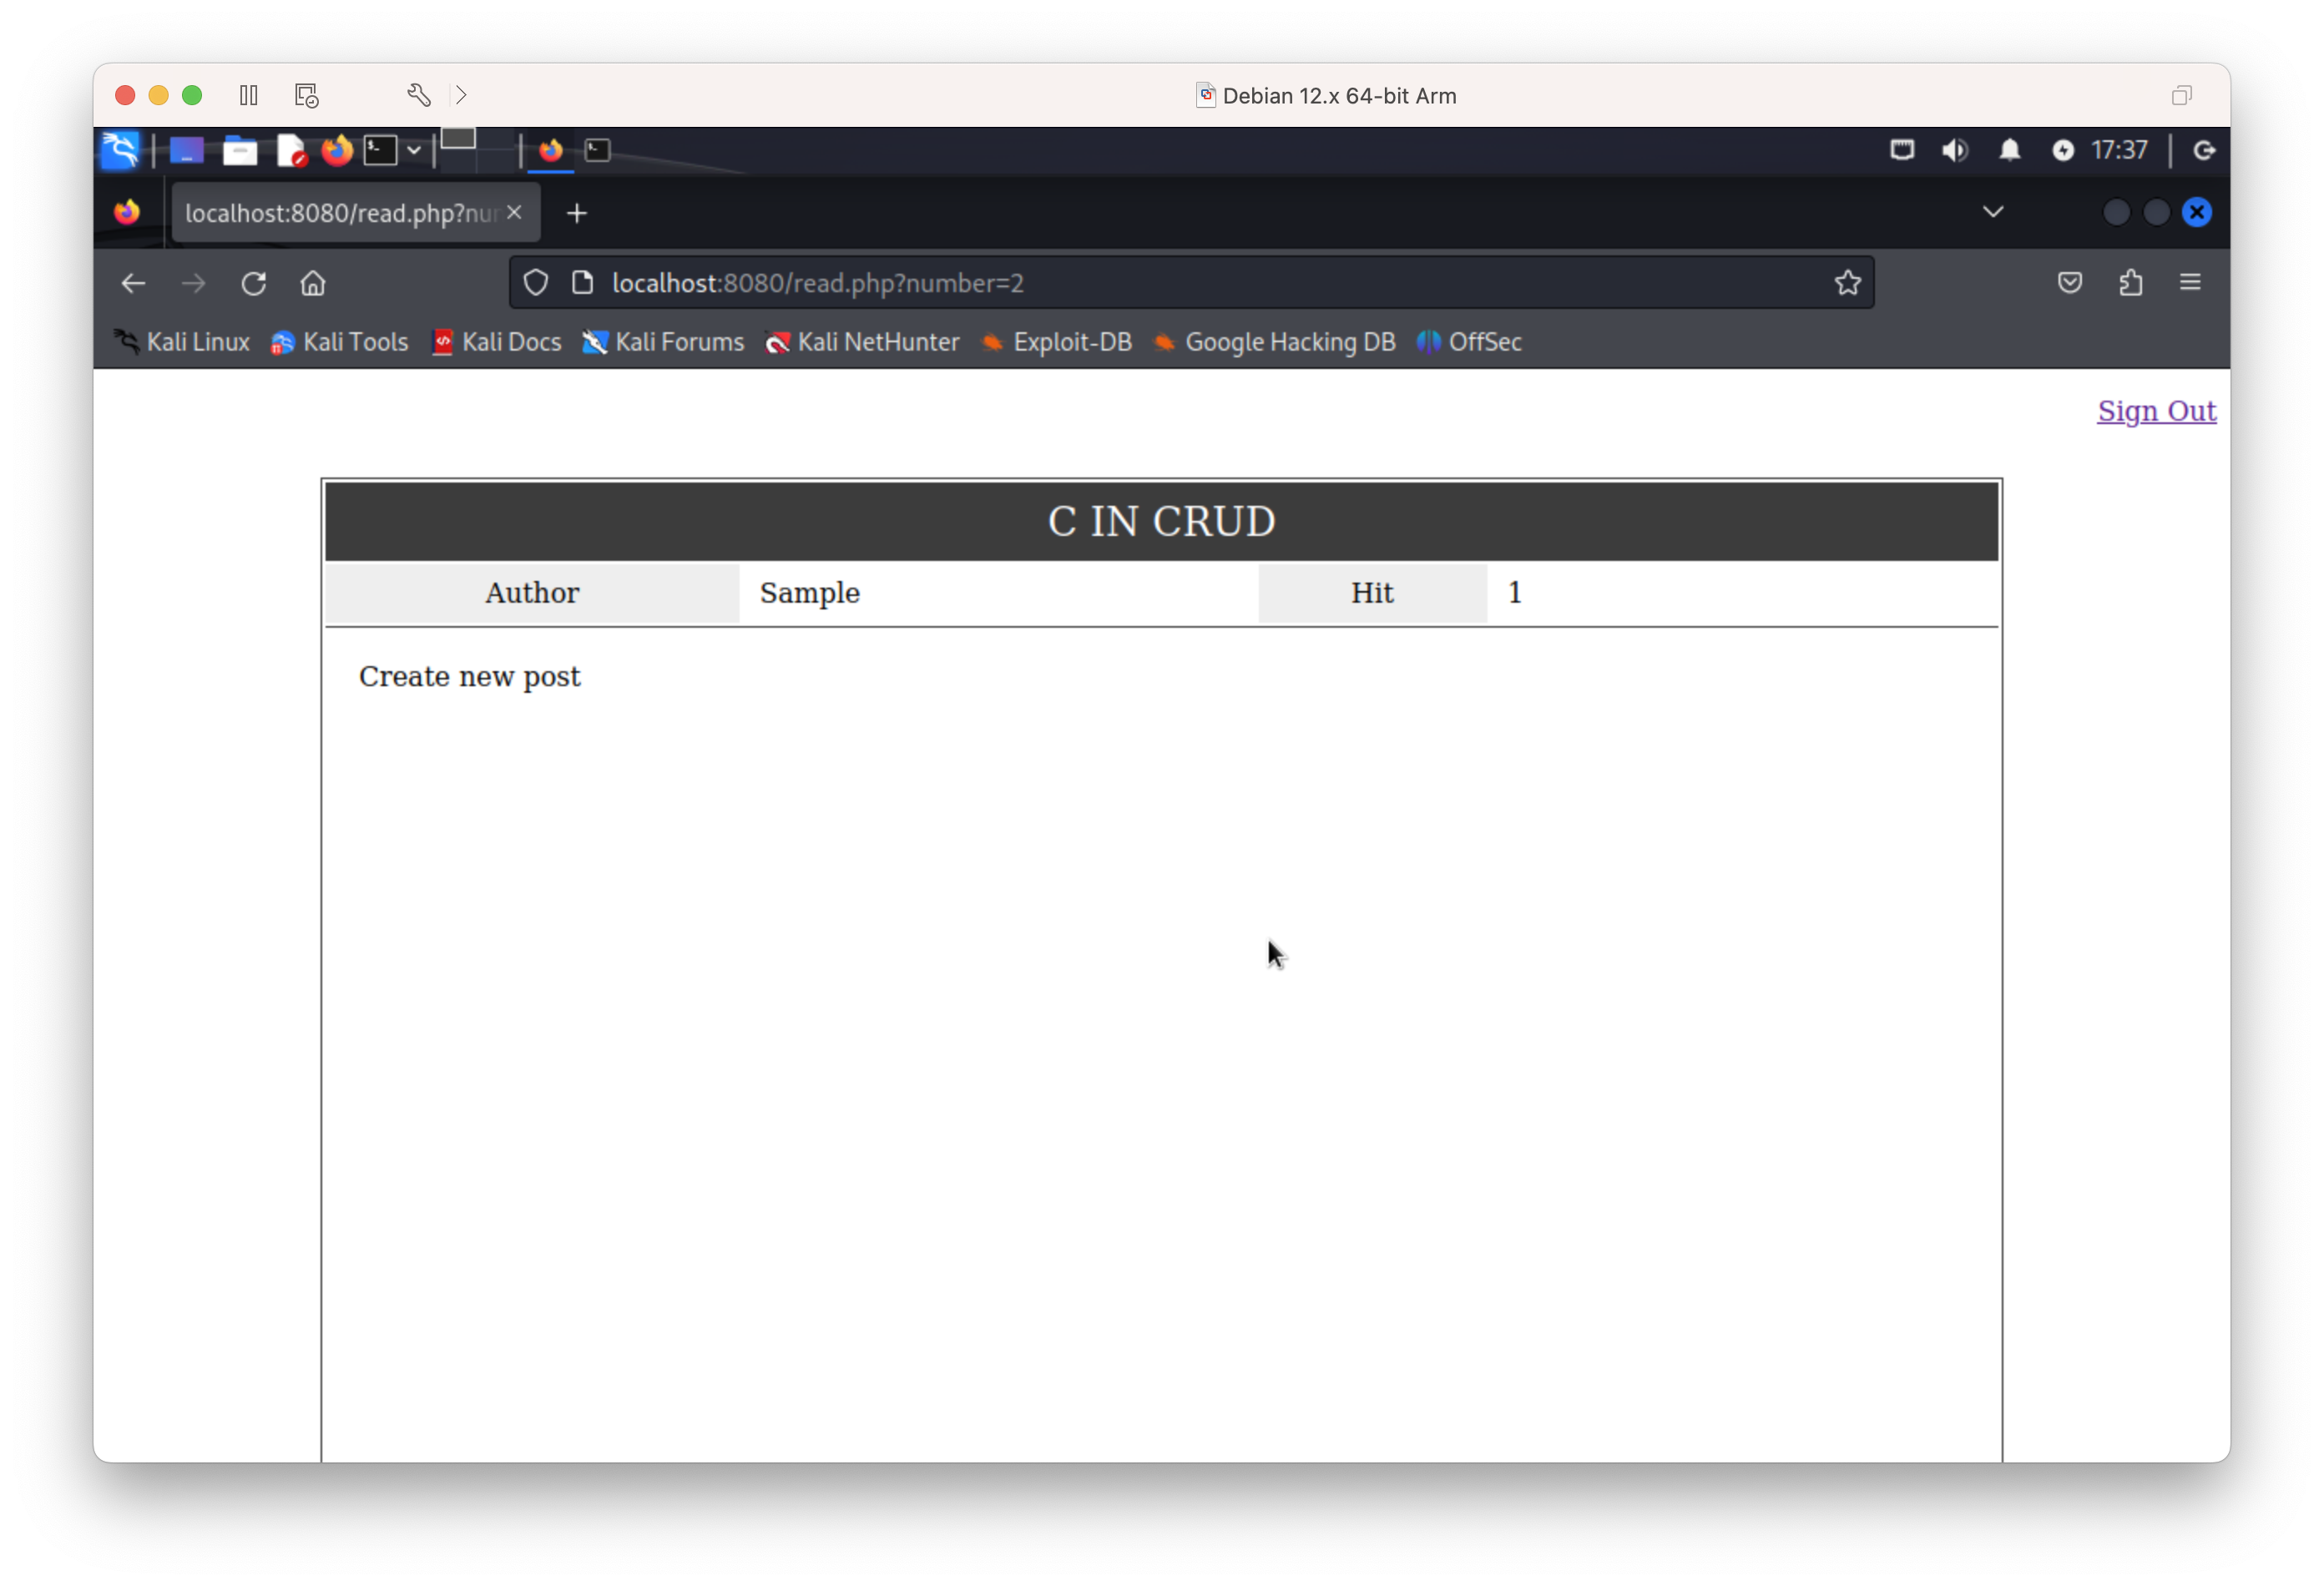 Debian 12.x 64-bit Arm
17:37
localhost:8080/read.php?nu
localhost:8080/read.php?number=2
Kali Linux Kali Tools Kali Docs Kali Forums Kali NetHunter Exploit-DB Google Hacking DB OffSec
Sign Out
C IN CRUD
Author Sample Hit 1
Create new post